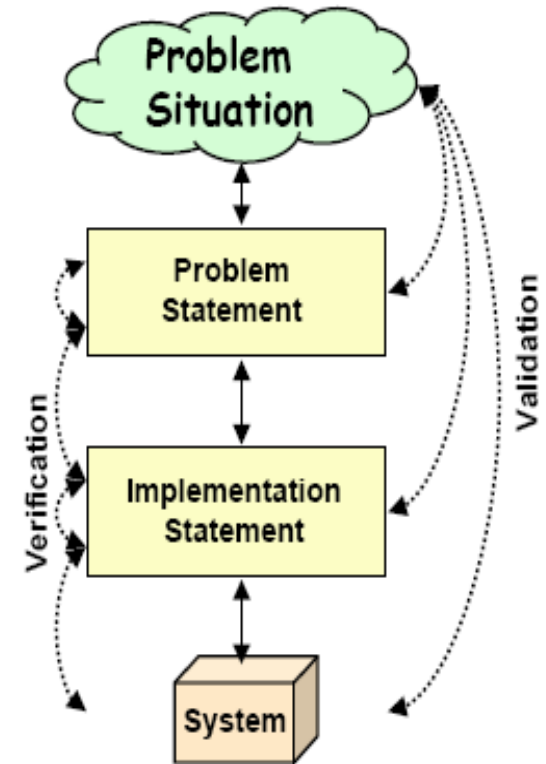 Problem
Situation
Problem
Statement
Validation
Verification
Implementation
Statement
System